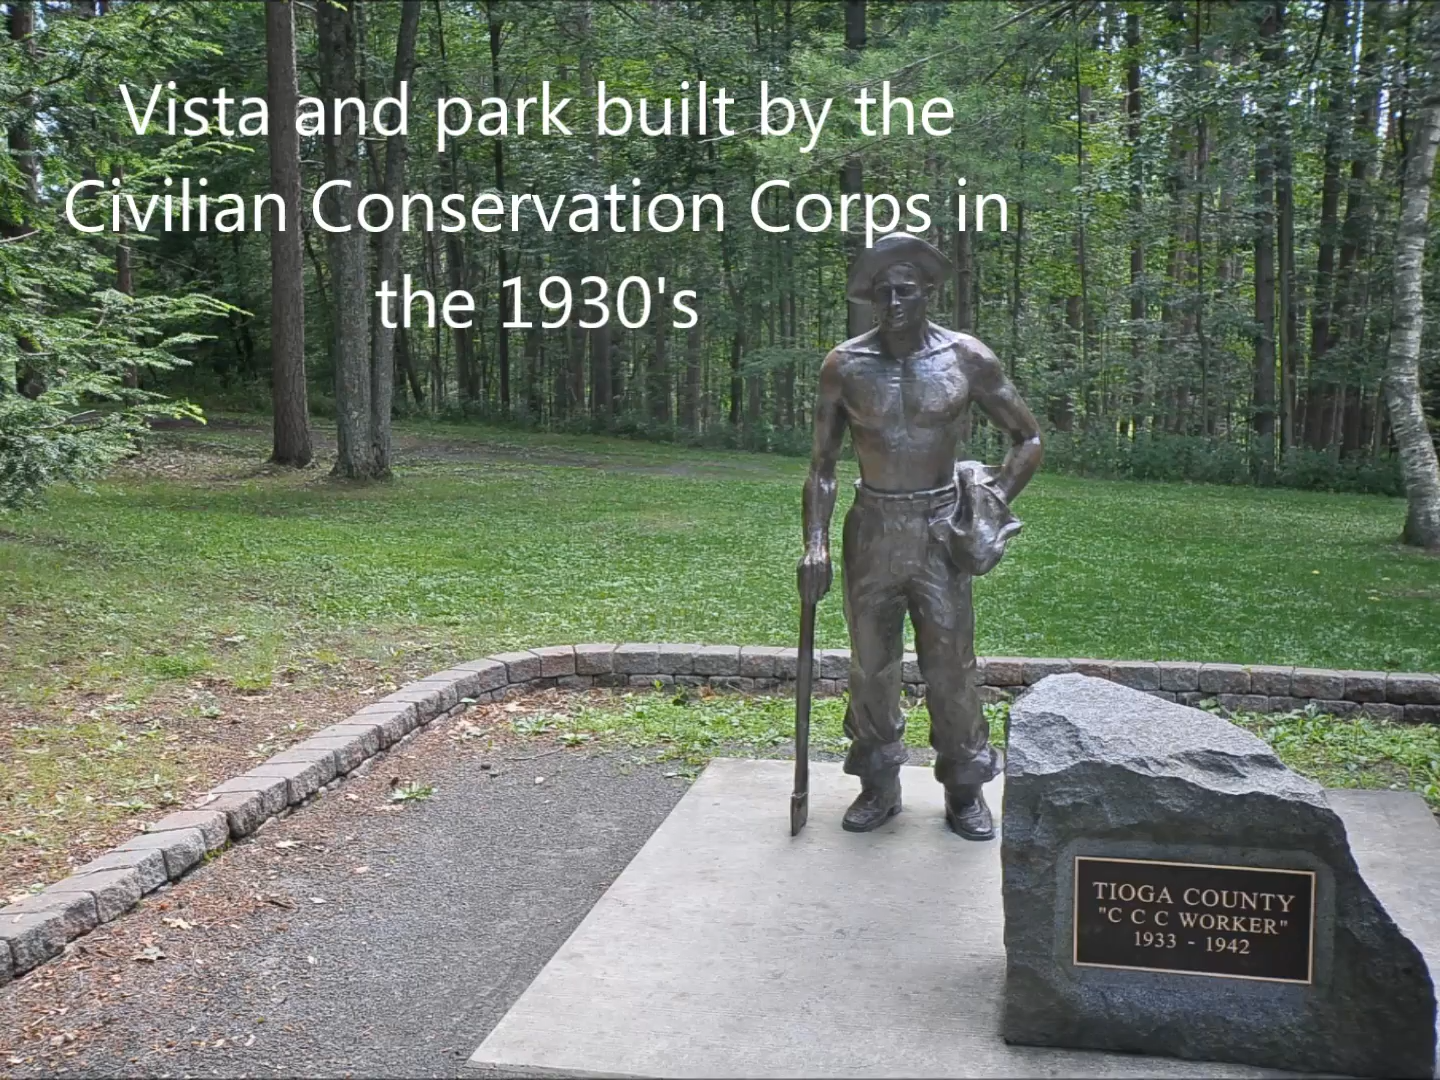 Vista and park built by the
Civilian Conservation Corps in
the 1930's
TIOGA COUNTY
"C C C WORKER"
1933 - 1942